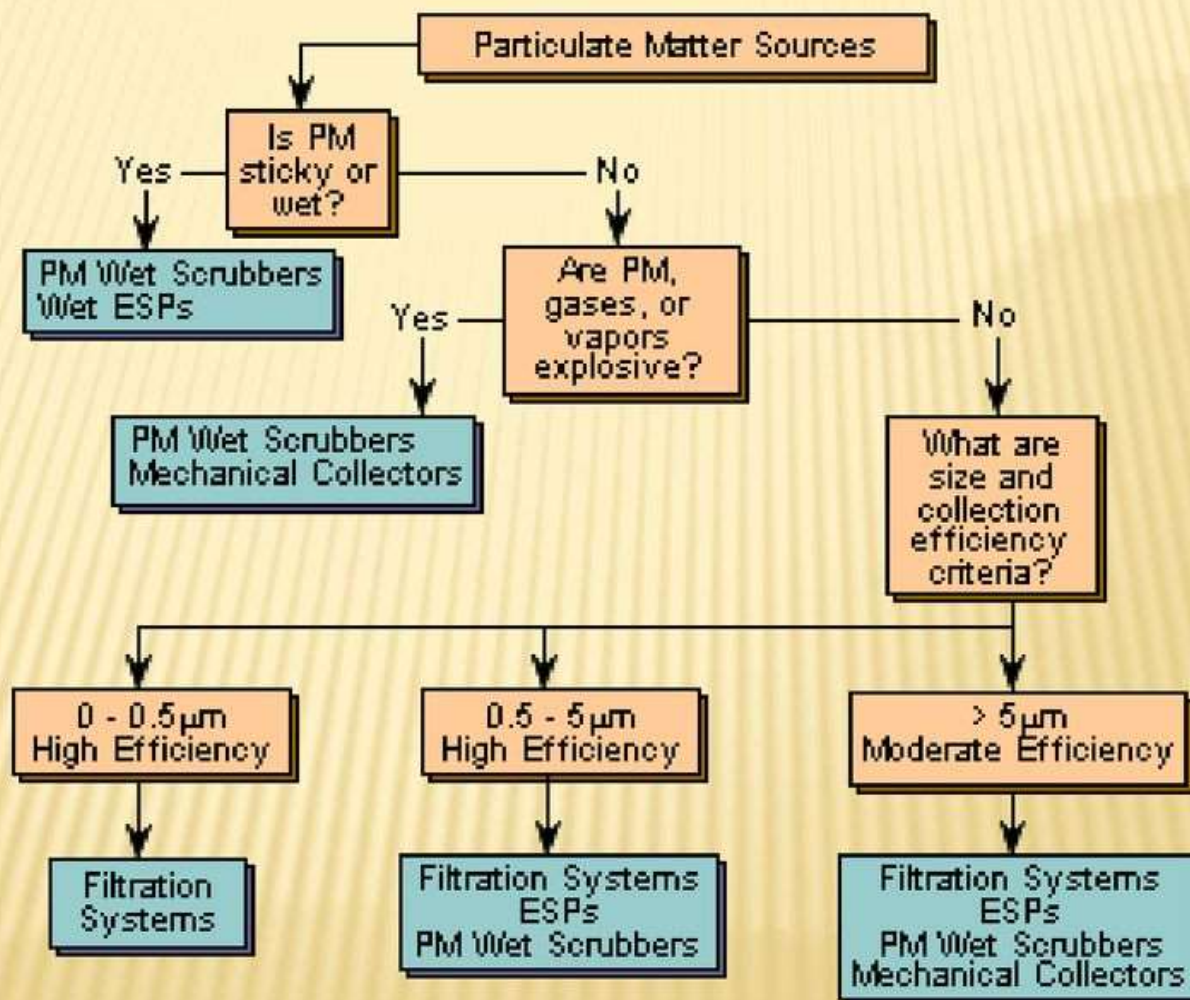 Particulate Matter Sources
Is PM
sticky or
wet?
Yes
No
PM Wet Scrubbers
Wet ESPs
Are PM,
gases, or
vapors
explosive?
Yes
No
PM Wet Scrubbers
Mechanical Collectors
What are
size and
collection
efficiency
criteria?
0 - 0.5µm
High Efficiency
0.5 - 5µm
High Efficiency
> 5µm
Moderate Efficiency
Filtration
Systems
Filtration Systems
ESPs
PM Wet Scrubbers
Filtration Systems
ESPs
PM Wet Scrubbers
Mechanical Collectors